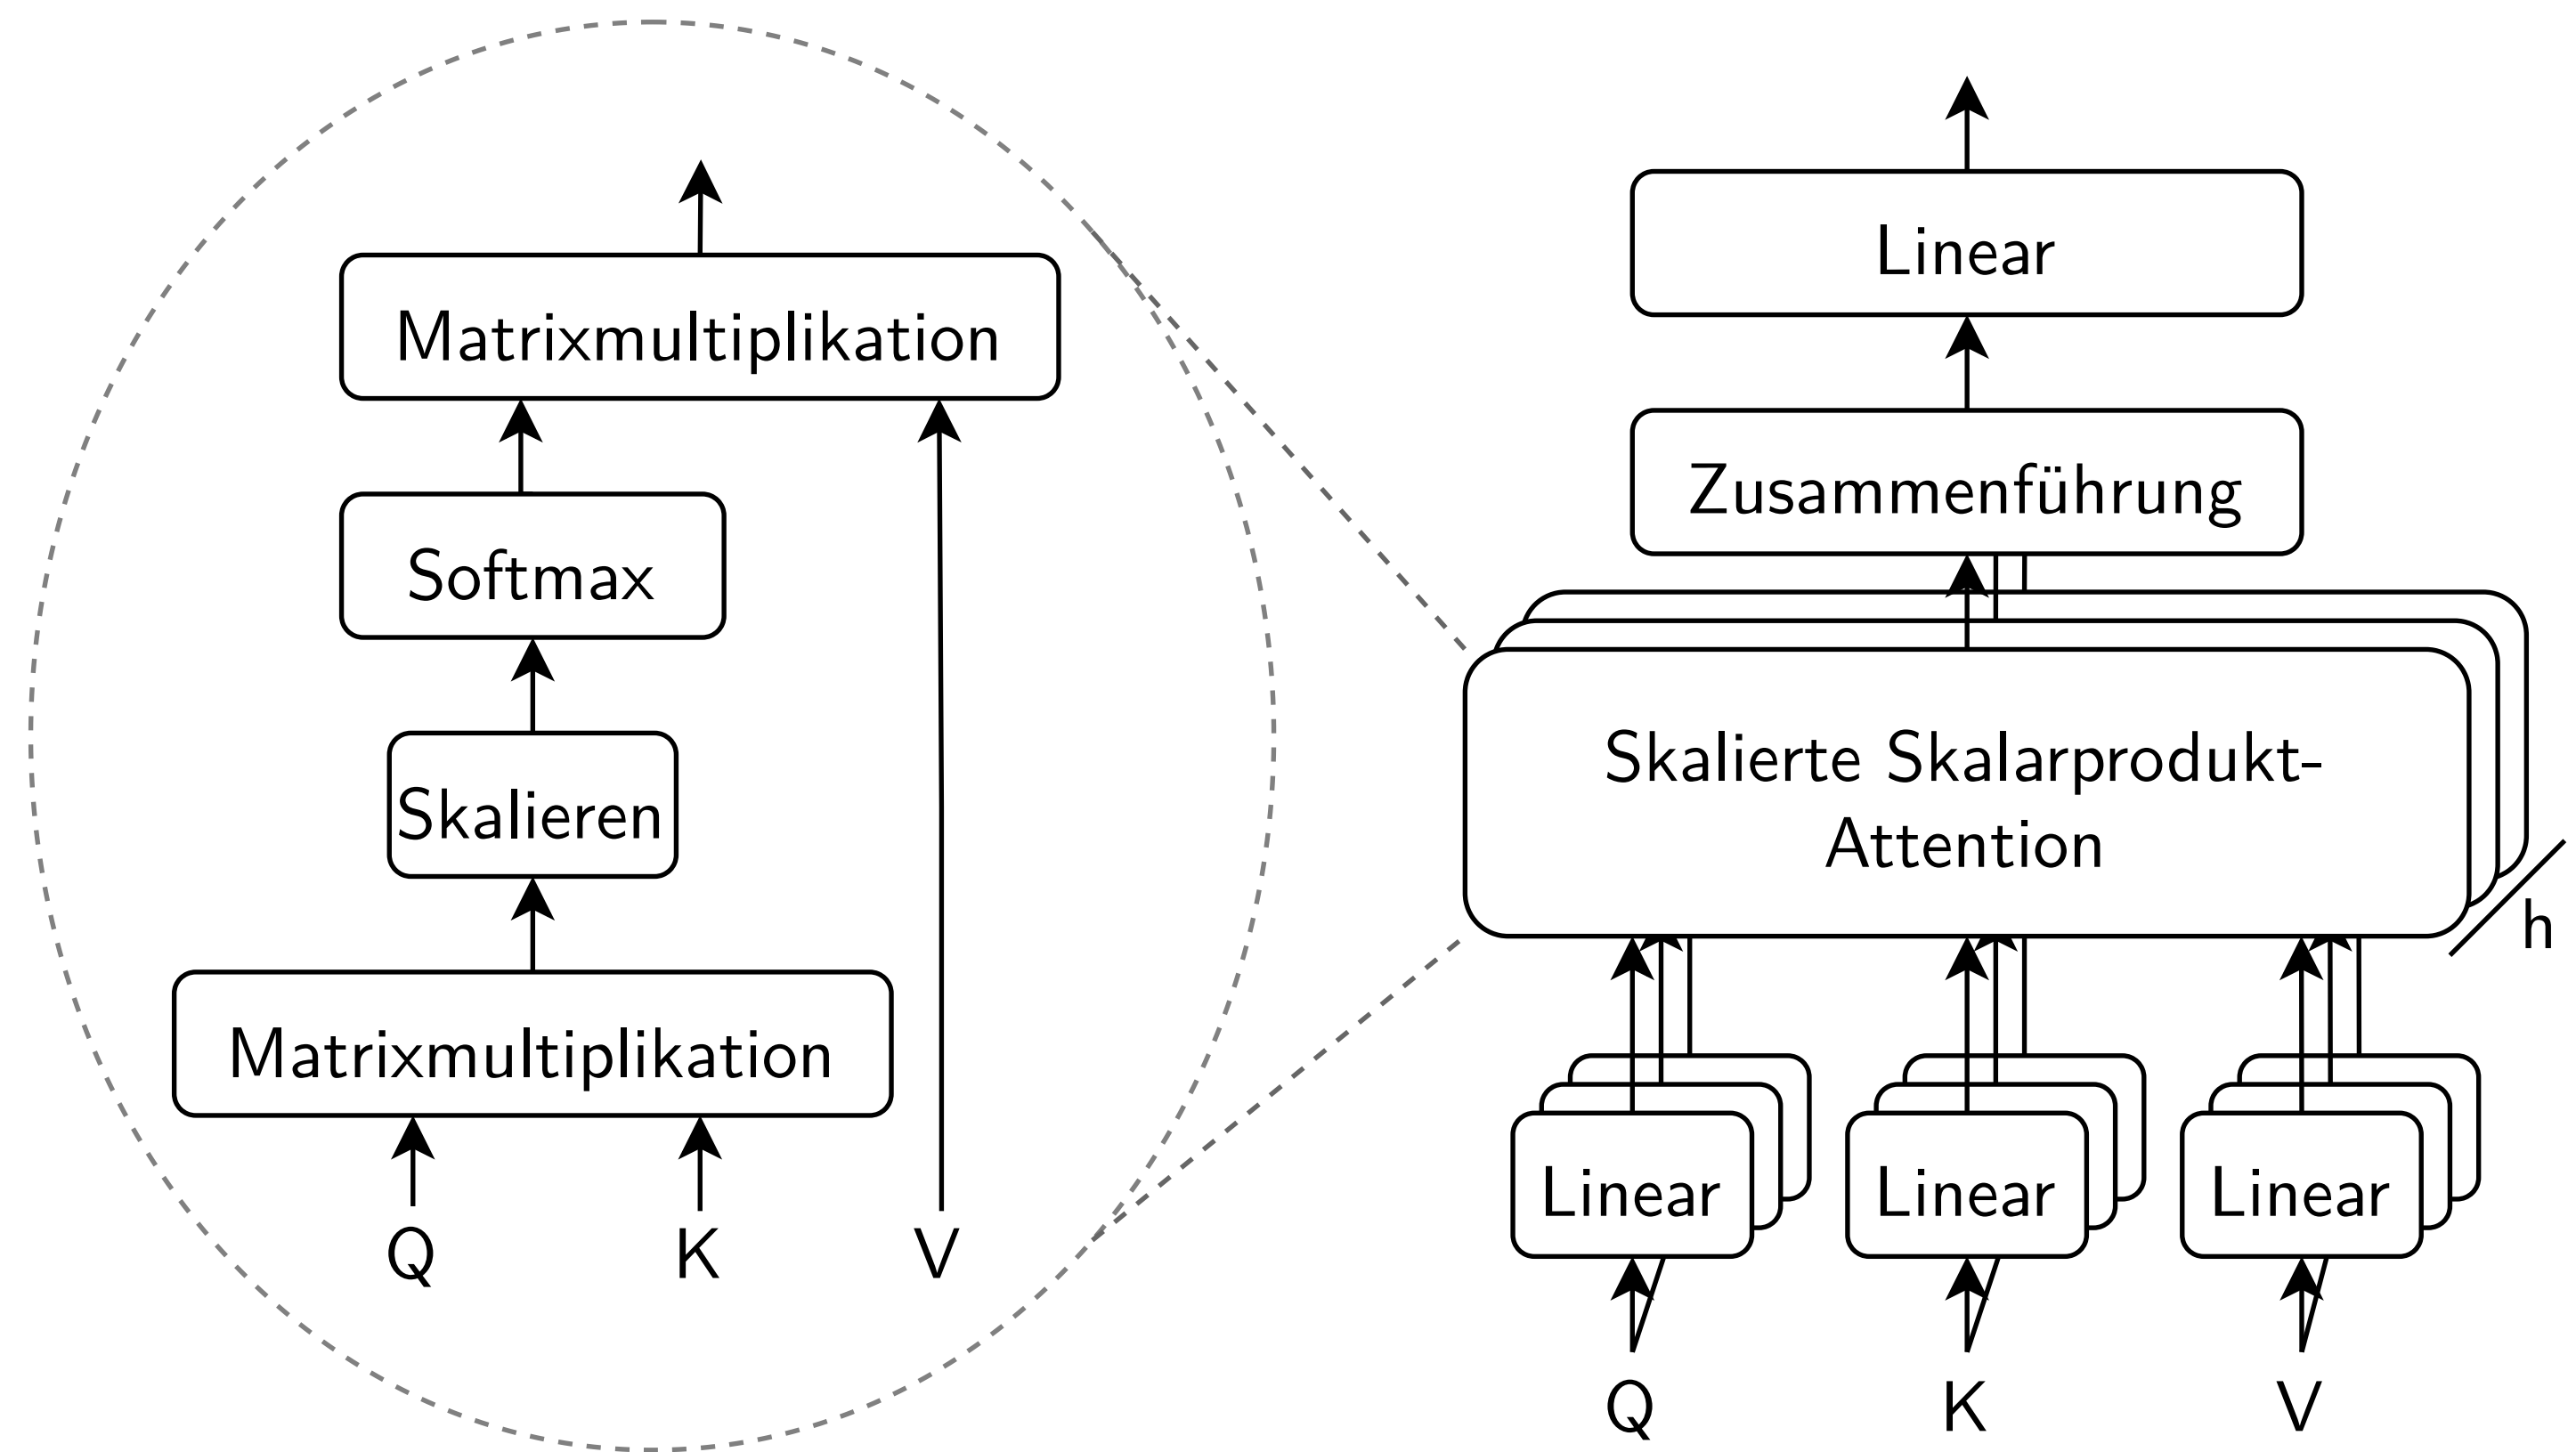 Matrixmultiplikation
Softmax
Skalieren
Matrixmultiplikation
Q K V
Linear
Zusammenführung
Skalierte Skalarprodukt-
Attention
h
Linear Linear Linear
Q K V